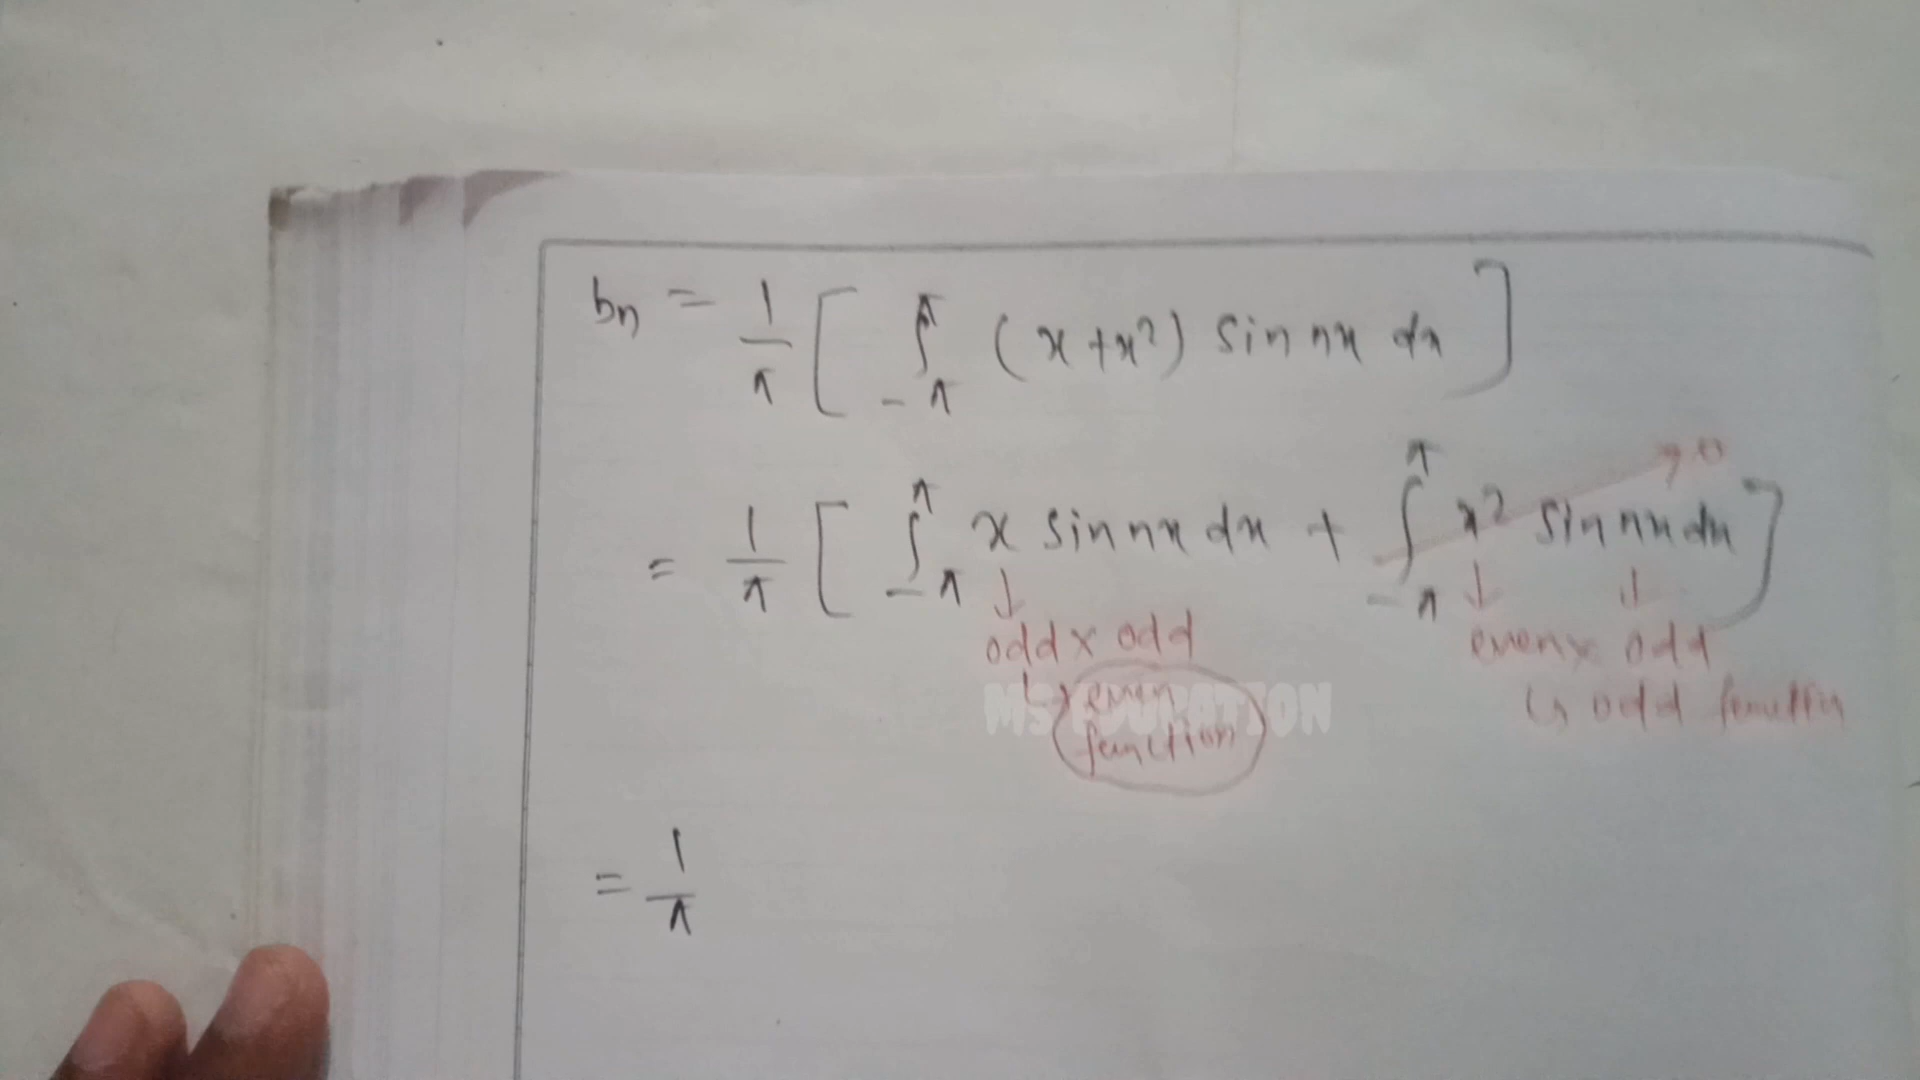 bn = 1/π [ ∫_{-π}^{π} (x+x²) sin nx dx ]
= 1/π [ ∫_{-π}^{π} x sin nx dx + ∫_{-π}^{π} x² sin nx dx ] → 0
↓ ↓ ↓
odd x odd even x odd
↳ even function ↳ odd function
MS EDUCATION
= 1/π